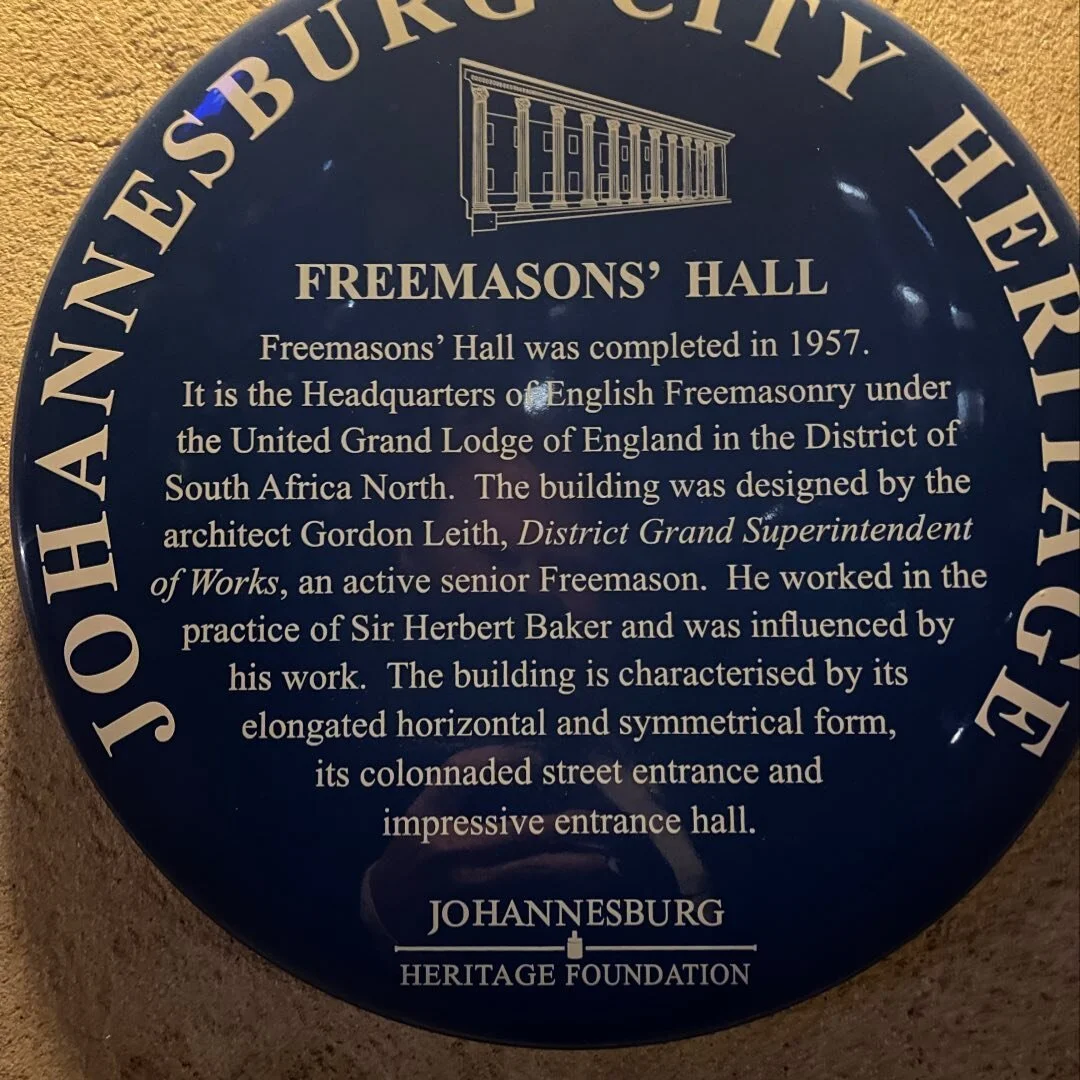 JOHANNESBURG CITY HERITAGE
FREEMASONS’ HALL
Freemasons’ Hall was completed in 1957.
It is the Headquarters of English Freemasonry under
the United Grand Lodge of England in the District of
South Africa North. The building was designed by the
architect Gordon Leith, District Grand Superintendent
of Works, an active senior Freemason. He worked in the
practice of Sir Herbert Baker and was influenced by
his work. The building is characterised by its
elongated horizontal and symmetrical form,
its colonnaded street entrance and
impressive entrance hall.
JOHANNESBURG
HERITAGE FOUNDATION